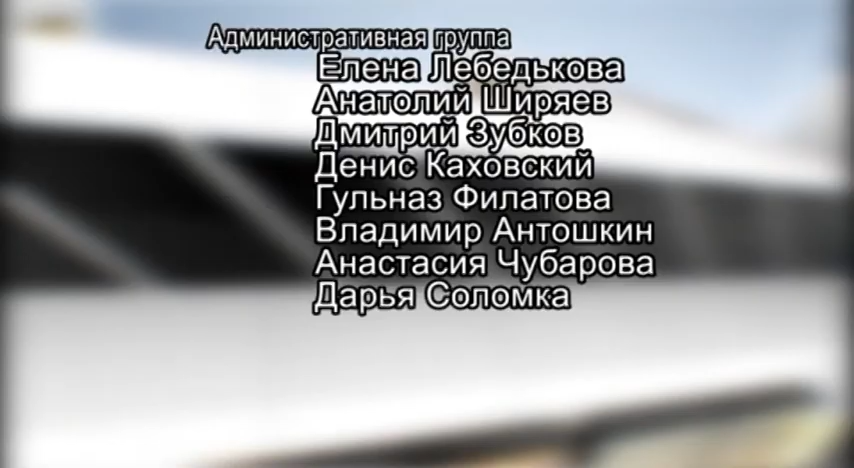 Административная группа
Елена Лебедькова
Анатолий Ширяев
Дмитрий Зубков
Денис Каховский
Гульназ Филатова
Владимир Антошкин
Анастасия Чубарова
Дарья Соломка